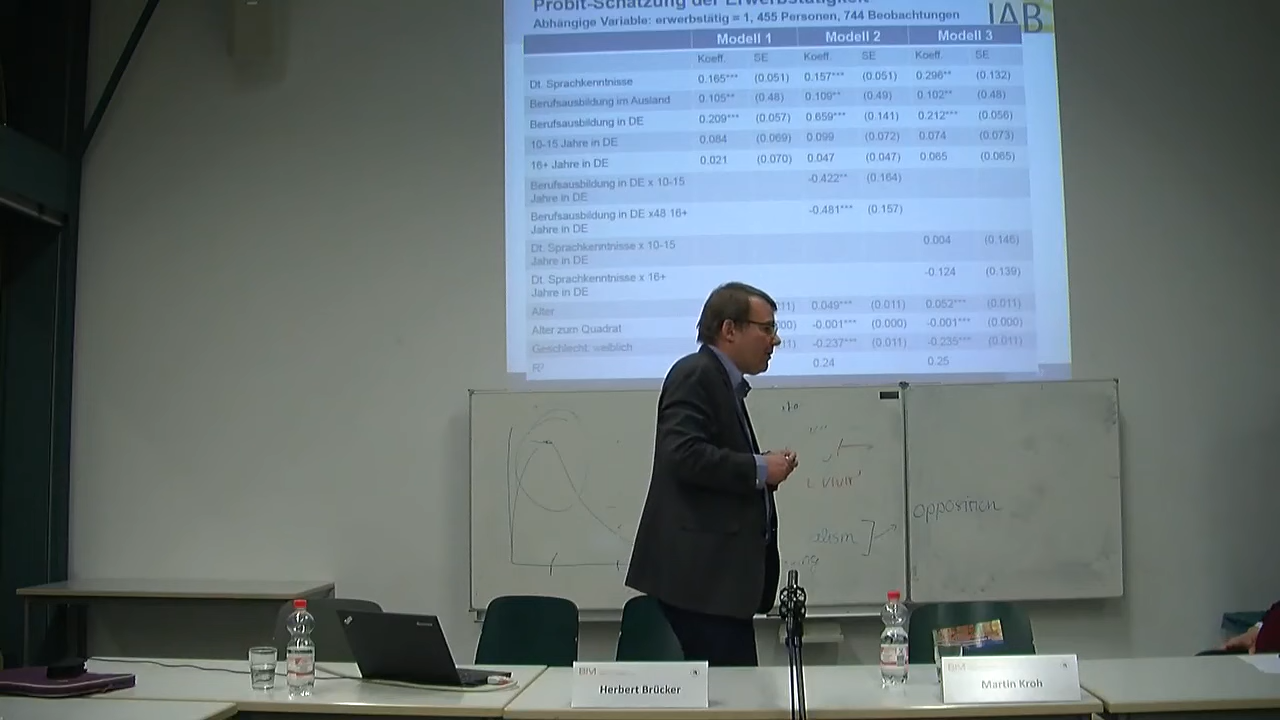 Probit-Schätzung der Erwerbstätigkeit
Abhängige Variable: erwerbstätig = 1, 455 Personen, 744 Beobachtungen
IAB
Modell 1 Modell 2 Modell 3
Koeff. SE Koeff. SE Koeff. SE
Dt. Sprachkenntnisse 0.165*** (0.051) 0.157*** (0.051) 0.296** (0.132)
Berufsausbildung im Ausland 0.105** (0.48) 0.109** (0.49) 0.102** (0.48)
Berufsausbildung in DE 0.209*** (0.057) 0.659*** (0.141) 0.212*** (0.056)
10-15 Jahre in DE 0.084 (0.069) 0.099 (0.072) 0.074 (0.073)
16+ Jahre in DE 0.021 (0.070) 0.047 (0.047) 0.065 (0.065)
Berufsausbildung in DE x 10-15 -0.422** (0.164)
Jahre in DE
Berufsausbildung in DE x48 16+ -0.481*** (0.157)
Jahre in DE
Dt. Sprachkenntnisse x 10-15 0.004 (0.146)
Jahre in DE
Dt. Sprachkenntnisse x 16+ -0.124 (0.139)
Jahre in DE
Alter 11) 0.049*** (0.011) 0.052*** (0.011)
Alter zum Quadrat 00) -0.001*** (0.000) -0.001*** (0.000)
Geschlecht: weiblich 11) -0.237*** (0.011) -0.235*** (0.011)
R² 0.24 0.25
opposition
BIM
Herbert Brücker
BIM
Martin Kroh